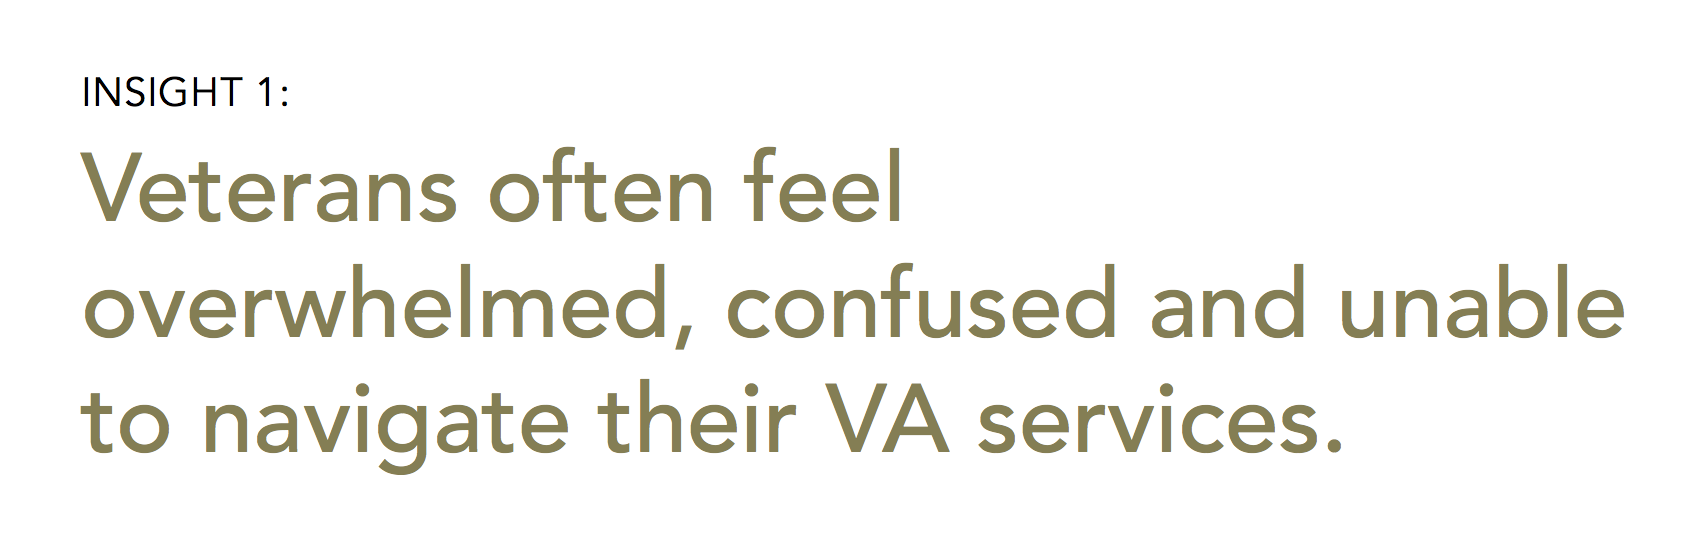 INSIGHT 1:
Veterans often feel
overwhelmed, confused and unable
to navigate their VA services.